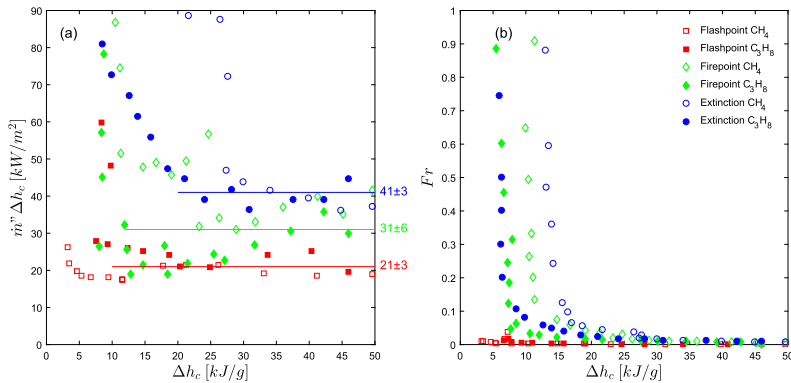 (a)
90
80
70
60
50
40
30
20
10
0
0 5 10 15 20 25 30 35 40 45 50
ṁ" Δh_c [kW/m²]
Δh_c [kJ/g]
41±3
31±6
21±3
(b)
1
0.9
0.8
0.7
0.6
0.5
0.4
0.3
0.2
0.1
0
0 5 10 15 20 25 30 35 40 45 50
Fr
Δh_c [kJ/g]
Flashpoint CH₄
Flashpoint C₃H₈
Firepoint CH₄
Firepoint C₃H₈
Extinction CH₄
Extinction C₃H₈